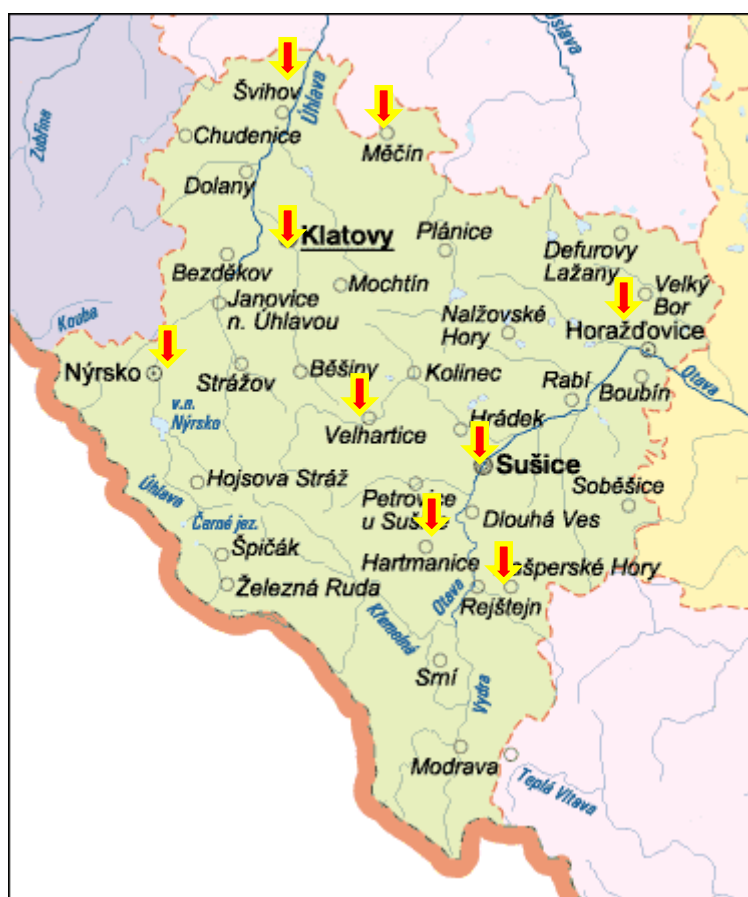 Švihov
Úhlava
Zubřina
Chudenice
Měčín
Dolany
Klatovy
Plánice
Defurovy
Lažany
Bezděkov
Mochtín
Velký
Bor
Janovice
n. Úhlavou
Nalžovské
Hory
Kouba
Horažďovice
Nýrsko
Strážov
Běšiny
Kolinec
Rabí
Boubín
Otava
v.n.
Nýrsko
Velhartice
Hrádek
Sušice
Úhlava
Hojsova Stráž
Petrovice
Soběšice
Černé jez.
Dlouhá Ves
Špičák
Hartmanice
Hory
Železná Ruda
Otava
Rejštejn
Křemelná
Srní
Vydra
Modrava
Teplá Vltava